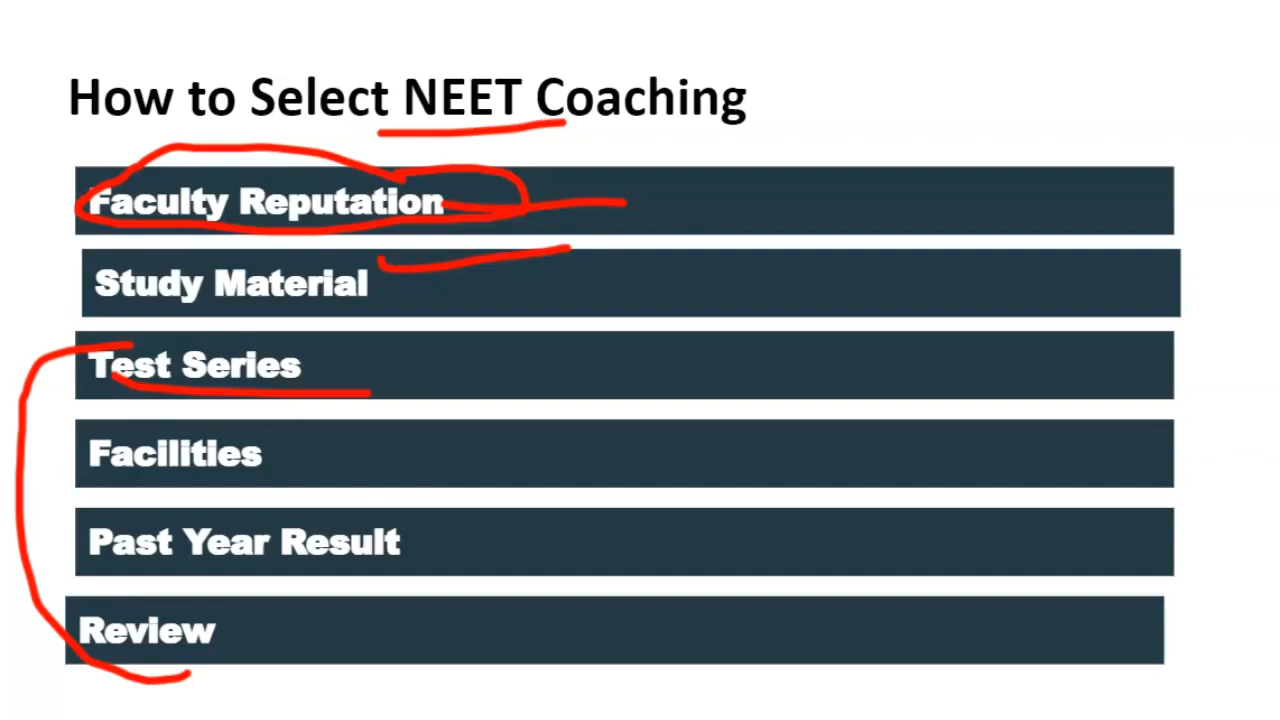 How to Select NEET Coaching
Faculty Reputation
Study Material
Test Series
Facilities
Past Year Result
Review